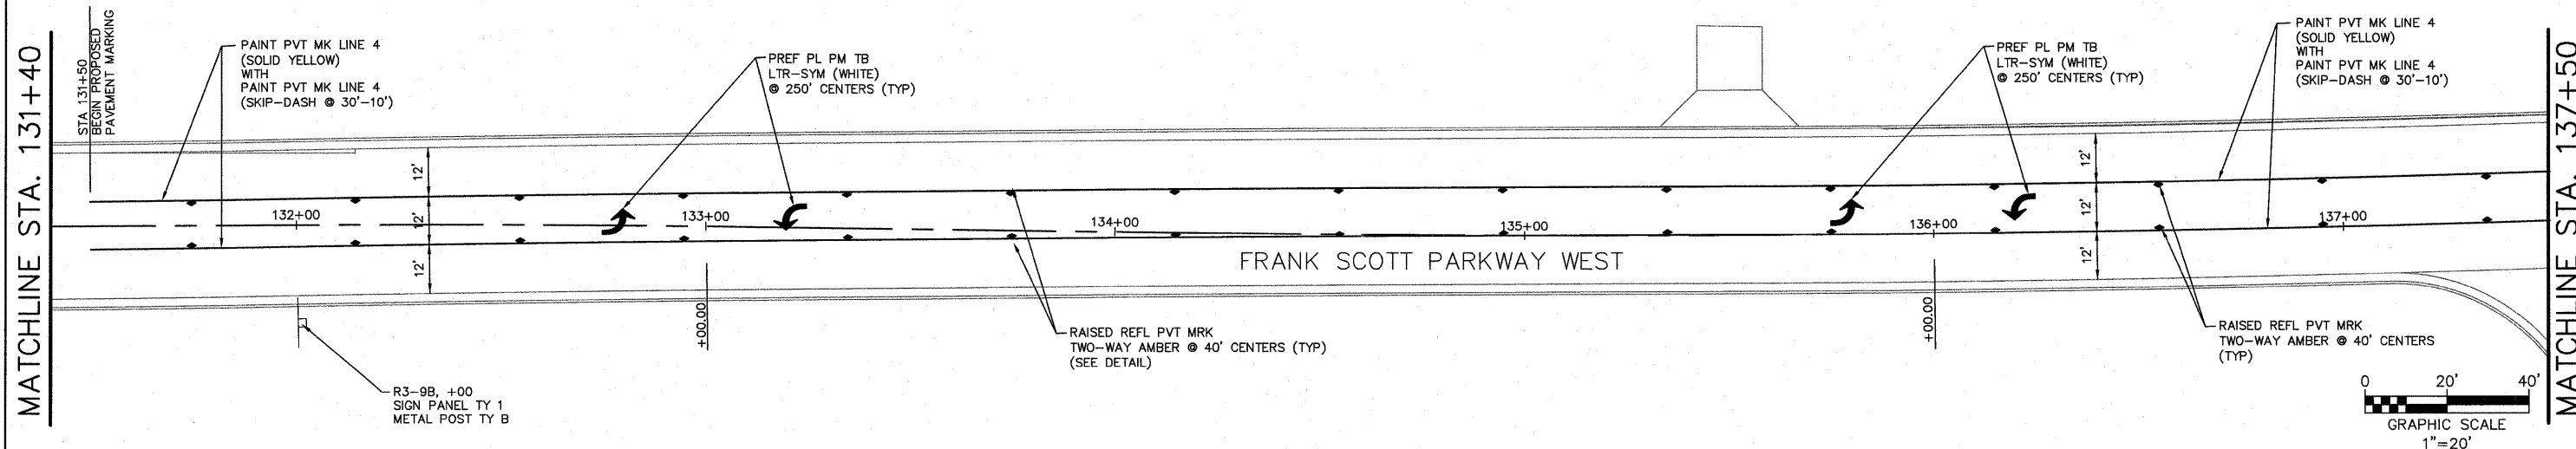 MATCHLINE STA. 131+40
STA 131+50
BEGIN PROPOSED
PAVEMENT MARKING
PAINT PVT MK LINE 4
(SOLID YELLOW)
WITH
PAINT PVT MK LINE 4
(SKIP-DASH @ 30'-10')
PREF PL PM TB
LTR-SYM (WHITE)
@ 250' CENTERS (TYP)
PREF PL PM TB
LTR-SYM (WHITE)
@ 250' CENTERS (TYP)
PAINT PVT MK LINE 4
(SOLID YELLOW)
WITH
PAINT PVT MK LINE 4
(SKIP-DASH @ 30'-10')
MATCHLINE STA. 137+50
12'
12'
12'
12'
12'
12'
132+00
133+00
134+00
135+00
136+00
137+00
FRANK SCOTT PARKWAY WEST
+00.00
+00.00
RAISED REFL PVT MRK
TWO-WAY AMBER @ 40' CENTERS (TYP)
(SEE DETAIL)
RAISED REFL PVT MRK
TWO-WAY AMBER @ 40' CENTERS
(TYP)
R3-9B, +00
SIGN PANEL TY 1
METAL POST TY B
0 20' 40'
GRAPHIC SCALE
1"=20'